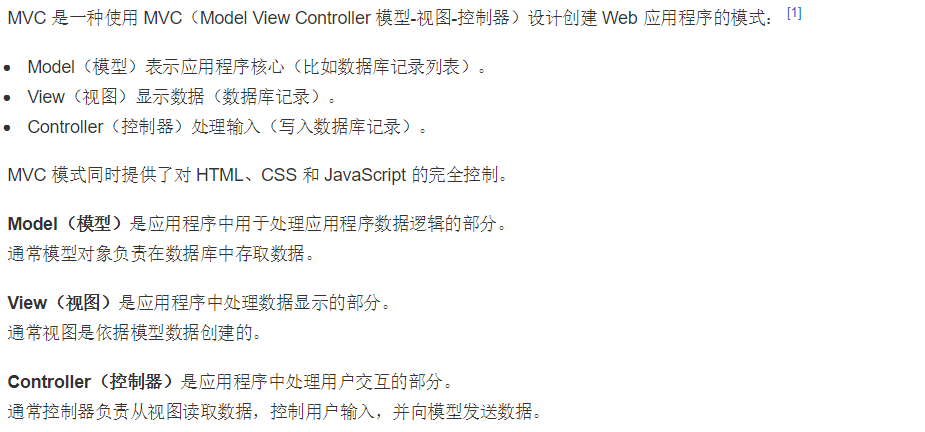 MVC 是一种使用 MVC（Model View Controller 模型-视图-控制器）设计创建 Web 应用程序的模式： [1]
• Model（模型）表示应用程序核心（比如数据库记录列表）。
• View（视图）显示数据（数据库记录）。
• Controller（控制器）处理输入（写入数据库记录）。
MVC 模式同时提供了对 HTML、CSS 和 JavaScript 的完全控制。
Model（模型）是应用程序中用于处理应用程序数据逻辑的部分。
通常模型对象负责在数据库中存取数据。
View（视图）是应用程序中处理数据显示的部分。
通常视图是依据模型数据创建的。
Controller（控制器）是应用程序中处理用户交互的部分。
通常控制器负责从视图读取数据，控制用户输入，并向模型发送数据。